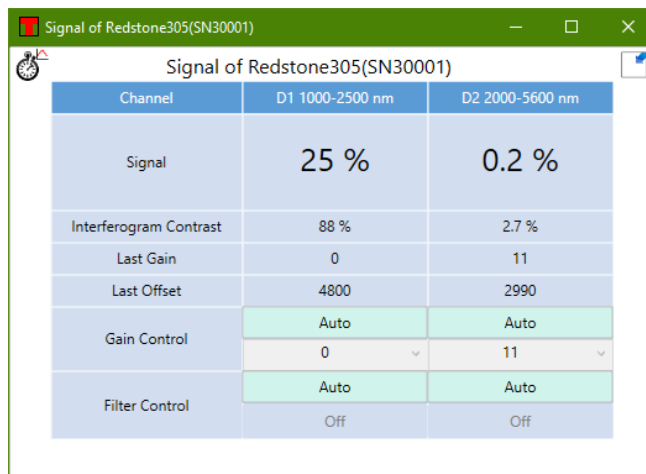 Signal of Redstone305(SN30001)
Signal of Redstone305(SN30001)
Channel D1 1000-2500 nm D2 2000-5600 nm
Signal 25 % 0.2 %
Interferogram Contrast 88 % 2.7 %
Last Gain 0 11
Last Offset 4800 2990
Gain Control Auto Auto
0 11
Filter Control Auto Auto
Off Off